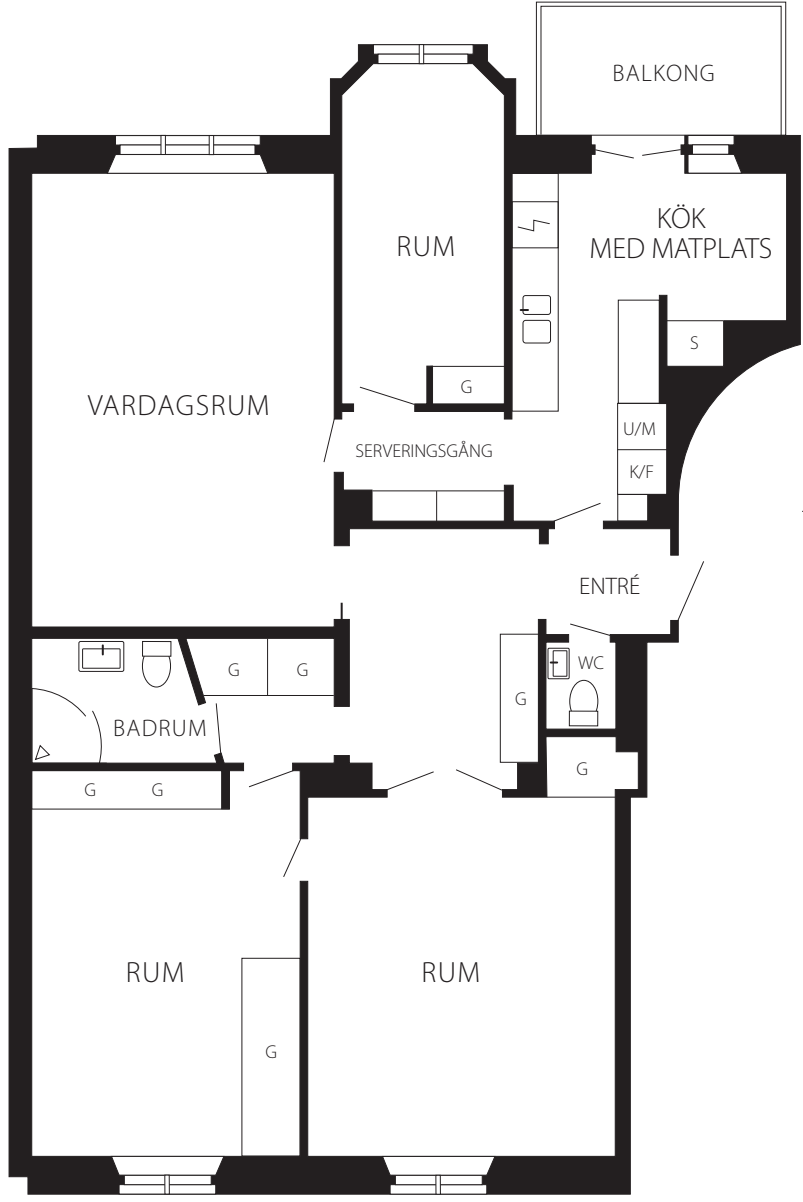 BALKONG
KÖK
MED MATPLATS
RUM
S
G
VARDAGSRUM
U/M
SERVERINGSGÅNG
K/F
ENTRÉ
G
G
WC
G
BADRUM
G
G
G
RUM
RUM
G